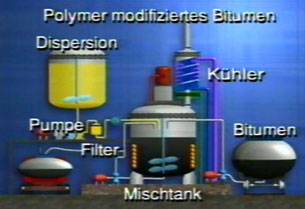 Polymer modifiziertes Bitumen
Dispersion
Kühler
Pumpe
Bitumen
Filter
Mischtank